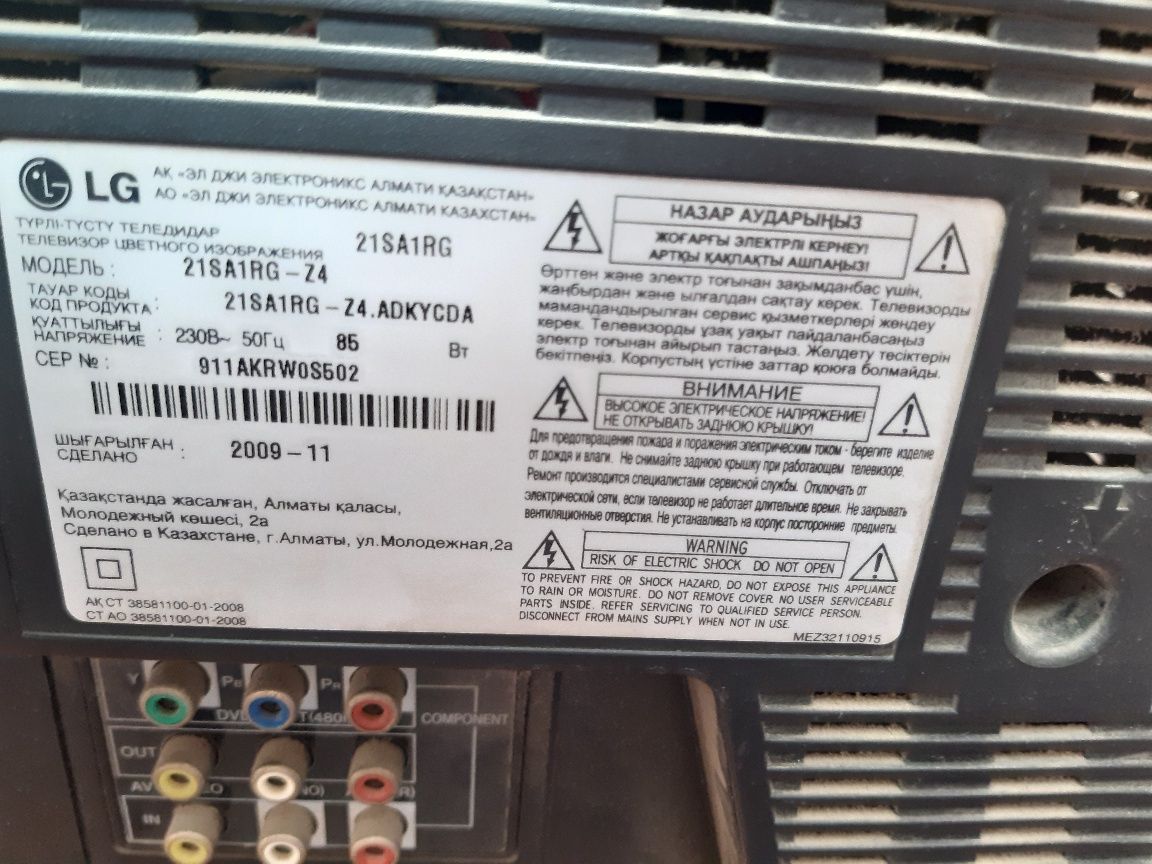 LG
АҚ «ЭЛ ДЖИ ЭЛЕКТРОНИКС АЛМАТИ ҚАЗАҚСТАН»
АО «ЭЛ ДЖИ ЭЛЕКТРОНИКС АЛМАТИ КАЗАХСТАН»
ТҮРЛІ-ТҮСТҮ ТЕЛЕДИДАР
ТЕЛЕВИЗОР ЦВЕТНОГО ИЗОБРАЖЕНИЯ 21SA1RG
МОДЕЛЬ : 21SA1RG-Z4
ТАУАР КОДЫ
КОД ПРОДУКТА : 21SA1RG-Z4.ADKYCDA
ҚУАТТЫЛЫҒЫ
НАПРЯЖЕНИЕ : 230В~ 50Гц 85 Вт
СЕР № : 911AKRW0S502
ШЫҒАРЫЛҒАН
СДЕЛАНО : 2009-11
Қазақстанда жасалған, Алматы қаласы,
Молодежный көшесі, 2а
Сделано в Казахстане, г.Алматы, ул.Молодежная,2а
АҚ СТ 38581100-01-2008
СТ АО 38581100-01-2008
НАЗАР АУДАРЫҢЫЗ
ЖОҒАРҒЫ ЭЛЕКТРЛІ КЕРНЕУ!
АРТҚЫ ҚАҚПАҚТЫ АШПАҢЫЗ!
Өрттен және электр тоғынан зақымданбас үшін,
жаңбырдан және ылғалдан сақтау керек. Телевизорды
мамандандырылған сервис қызметкерлері жөндеу
керек. Телевизорды ұзақ уақыт пайдаланбасаңыз
электр тоғынан айырып тастаңыз. Желдету тесіктерін
бекітпеңіз. Корпустың үстіне заттар қоюға болмайды.
ВНИМАНИЕ
ВЫСОКОЕ ЭЛЕКТРИЧЕСКОЕ НАПРЯЖЕНИЕ!
НЕ ОТКРЫВАТЬ ЗАДНЮЮ КРЫШКУ!
Для предотвращения пожара и поражения электрическим током - берегите изделие
от дождя и влаги. Не снимайте заднюю крышку при работающем телевизоре.
Ремонт производится специалистами сервисной службы. Отключать от
электрической сети, если телевизор не работает длительное время. Не закрывать
вентиляционные отверстия. Не устанавливать на корпус посторонние предметы.
WARNING
RISK OF ELECTRIC SHOCK DO NOT OPEN
TO PREVENT FIRE OR SHOCK HAZARD, DO NOT EXPOSE THIS APPLIANCE
TO RAIN OR MOISTURE. DO NOT REMOVE COVER. NO USER SERVICEABLE
PARTS INSIDE. REFER SERVICING TO QUALIFIED SERVICE PERSON.
DISCONNECT FROM MAINS SUPPLY WHEN NOT IN USE.
MEZ32110915
Y PB PR
COMPONENT
OUT
AV
IN